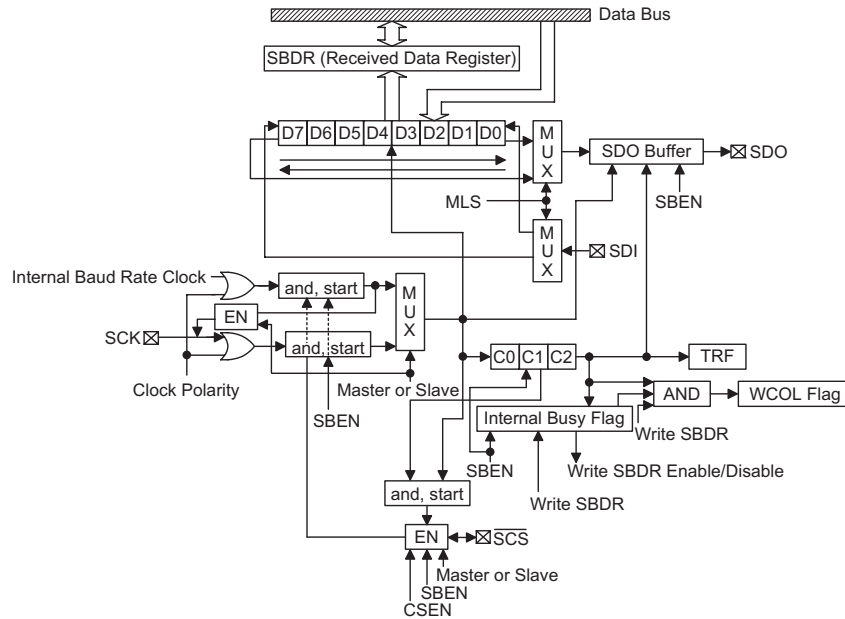 Data Bus
SBDR (Received Data Register)
D7 D6 D5 D4 D3 D2 D1 D0
MUX
SDO Buffer
SDO
MLS
SBEN
MUX
SDI
Internal Baud Rate Clock
and, start
MUX
EN
SCK
and, start
C0 C1 C2
TRF
Clock Polarity
Master or Slave
SBEN
AND
WCOL Flag
Internal Busy Flag
Write SBDR
SBEN
Write SBDR Enable/Disable
Write SBDR
and, start
EN
SCS
Master or Slave
SBEN
CSEN